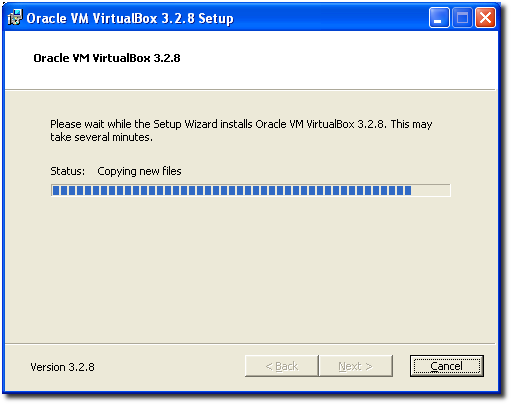 Oracle VM VirtualBox 3.2.8 Setup
Oracle VM VirtualBox 3.2.8
Please wait while the Setup Wizard installs Oracle VM VirtualBox 3.2.8. This may
take several minutes.
Status: Copying new files
Version 3.2.8
< Back
Next >
Cancel